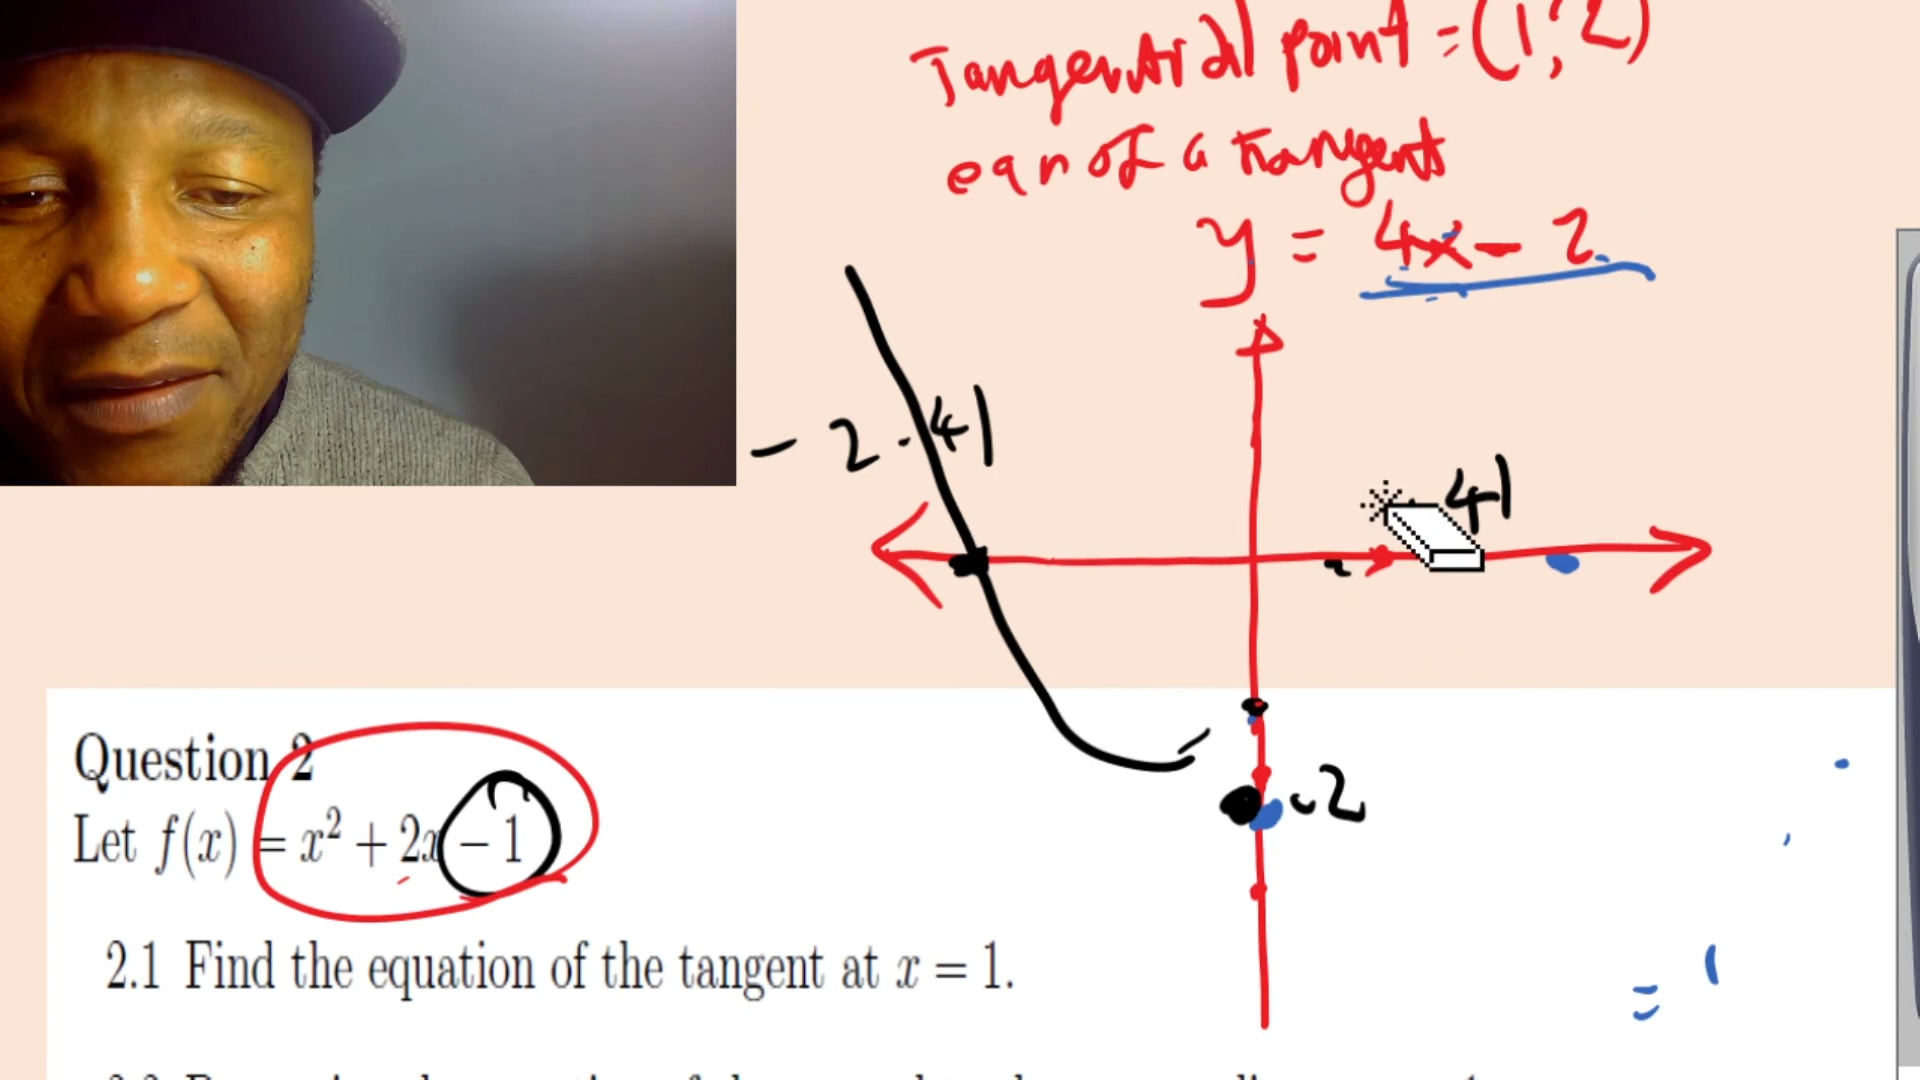 Tangential point = (1;2)
eqn of a tangent
y = 4x - 2
- 2.41
41
-2
Question 2
Let f(x) = x² + 2x - 1
2.1 Find the equation of the tangent at x = 1.
=